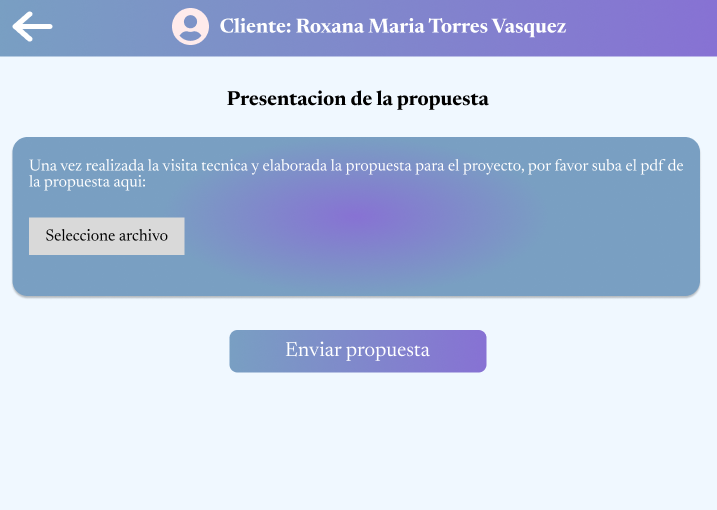 Cliente: Roxana Maria Torres Vasquez
Presentacion de la propuesta
Una vez realizada la visita tecnica y elaborada la propuesta para el proyecto, por favor suba el pdf de
la propuesta aqui:
Seleccione archivo
Enviar propuesta